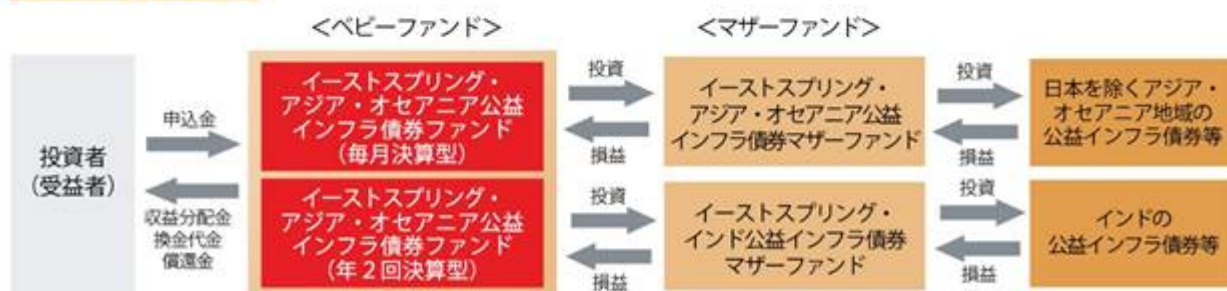 ＜ベビーファンド＞
＜マザーファンド＞
投資者
（受益者）
申込金
収益分配金
換金代金
償還金
イーストスプリング・
アジア・オセアニア公益
インフラ債券ファンド
（毎月決算型）
イーストスプリング・
アジア・オセアニア公益
インフラ債券ファンド
（年２回決算型）
投資
損益
投資
損益
イーストスプリング・
アジア・オセアニア公益
インフラ債券マザーファンド
イーストスプリング・
インド公益インフラ債券
マザーファンド
投資
損益
投資
損益
日本を除くアジア・
オセアニア地域の
公益インフラ債券等
インドの
公益インフラ債券等